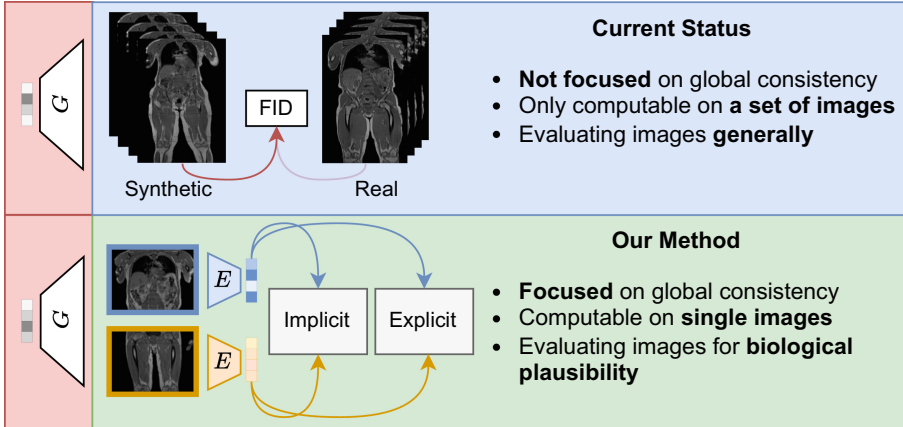 G
FID
Synthetic
Real
Current Status
• Not focused on global consistency
• Only computable on a set of images
• Evaluating images generally
G
E
E
Implicit
Explicit
Our Method
• Focused on global consistency
• Computable on single images
• Evaluating images for biological
plausibility